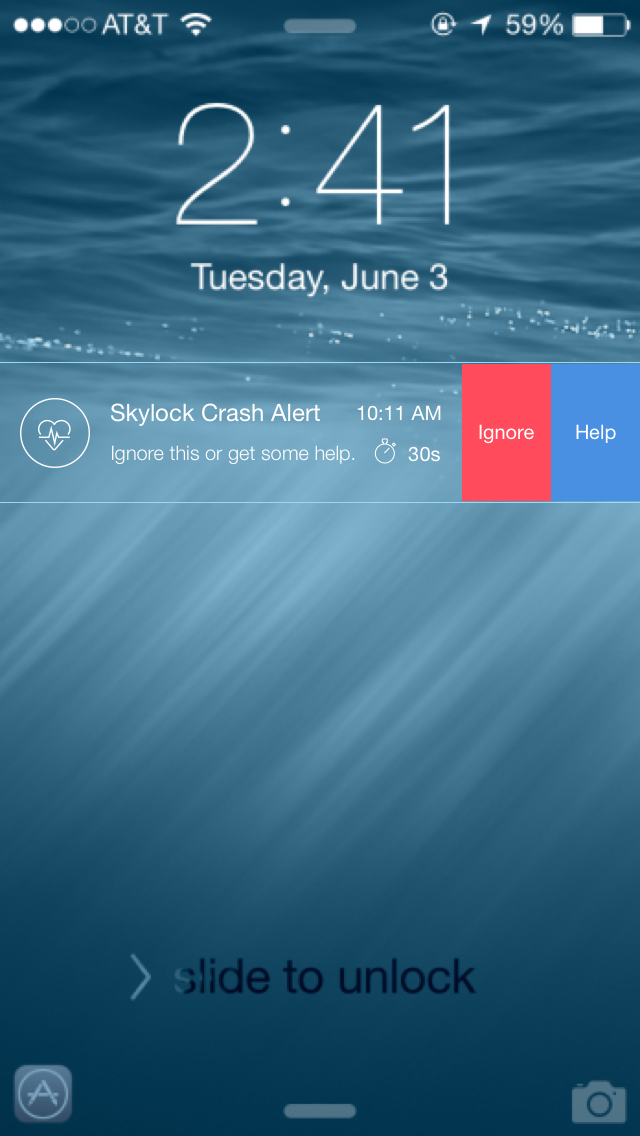 AT&T 59%
2:41
Tuesday, June 3
Skylock Crash Alert 10:11 AM
Ignore this or get some help. 30s
Ignore Help
slide to unlock